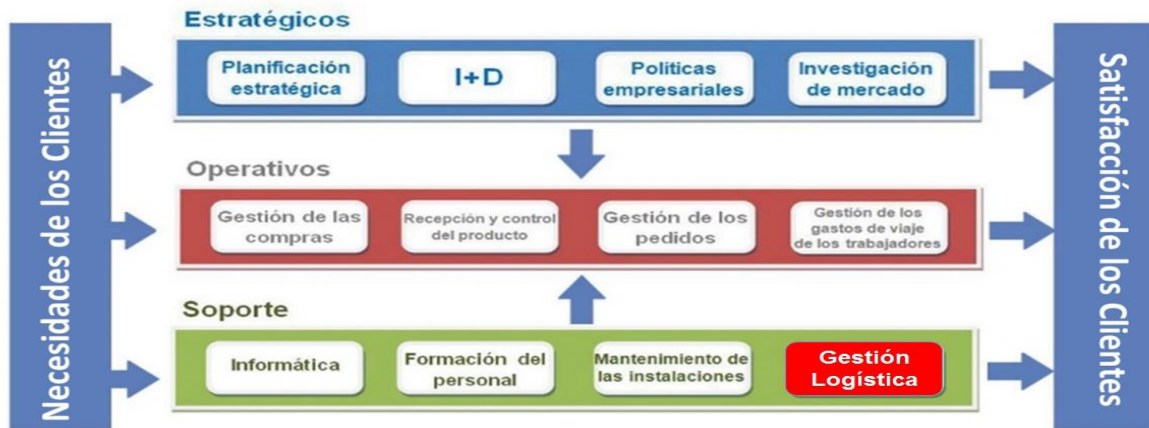 Necesidades de los Clientes
Estratégicos
Planificación
estratégica
I+D
Políticas
empresariales
Investigación
de mercado
Operativos
Gestión de las
compras
Recepción y control
del producto
Gestión de los
pedidos
Gestión de los
gastos de viaje
de los trabajadores
Soporte
Informática
Formación del
personal
Mantenimiento de
las instalaciones
Gestión
Logística
Satisfacción de los Clientes